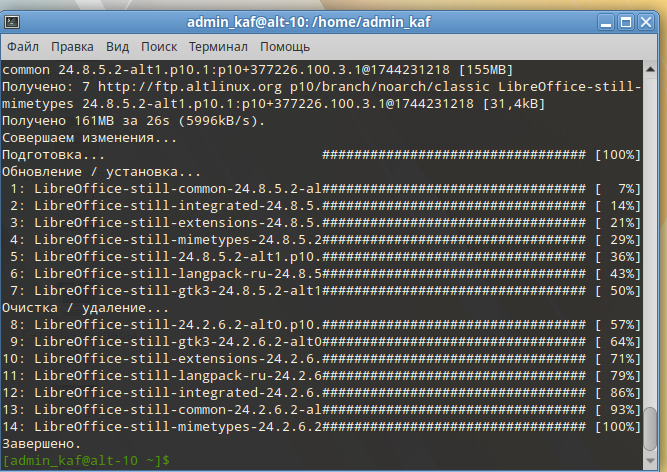 admin_kaf@alt-10: /home/admin_kaf
Файл Правка Вид Поиск Терминал Помощь
common 24.8.5.2-alt1.p10.1:p10+377226.100.3.1@1744231218 [155MB]
Получено: 7 http://ftp.altlinux.org p10/branch/noarch/classic LibreOffice-still-
mimetypes 24.8.5.2-alt1.p10.1:p10+377226.100.3.1@1744231218 [31,4kB]
Получено 161MB за 26s (5996kB/s).
Совершаем изменения...
Подготовка... ################################# [100%]
Обновление / установка...
1: LibreOffice-still-common-24.8.5.2-al################################# [ 7%]
2: LibreOffice-still-integrated-24.8.5.################################# [ 14%]
3: LibreOffice-still-extensions-24.8.5.################################# [ 21%]
4: LibreOffice-still-mimetypes-24.8.5.2################################# [ 29%]
5: LibreOffice-still-24.8.5.2-alt1.p10.################################# [ 36%]
6: LibreOffice-still-langpack-ru-24.8.5################################# [ 43%]
7: LibreOffice-still-gtk3-24.8.5.2-alt1################################# [ 50%]
Очистка / удаление...
8: LibreOffice-still-24.2.6.2-alt0.p10.################################# [ 57%]
9: LibreOffice-still-gtk3-24.2.6.2-alt0################################# [ 64%]
10: LibreOffice-still-extensions-24.2.6.################################# [ 71%]
11: LibreOffice-still-langpack-ru-24.2.6################################# [ 79%]
12: LibreOffice-still-integrated-24.2.6.################################# [ 86%]
13: LibreOffice-still-common-24.2.6.2-al################################# [ 93%]
14: LibreOffice-still-mimetypes-24.2.6.2################################# [100%]
Завершено.
[admin_kaf@alt-10 ~]$